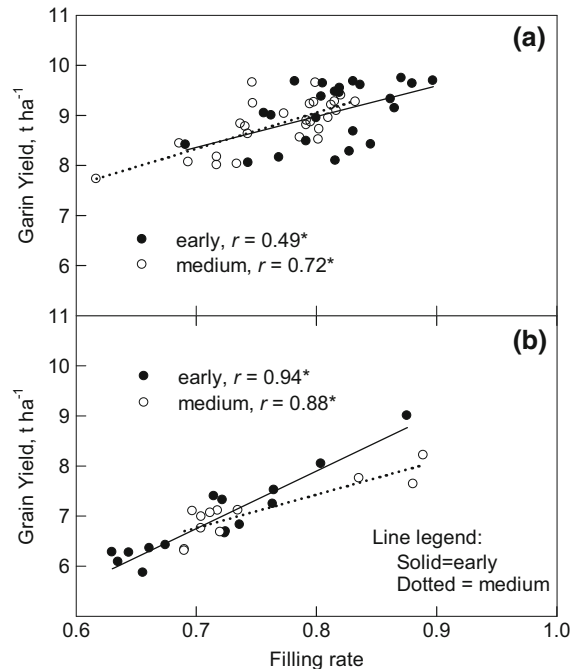 11
(a)
10
9
8
7
6
Garin Yield, t ha⁻¹
early, r = 0.49*
medium, r = 0.72*
11
(b)
10
9
8
7
6
5
Grain Yield, t ha⁻¹
early, r = 0.94*
medium, r = 0.88*
Line legend:
Solid=early
Dotted = medium
0.6 0.7 0.8 0.9 1.0
Filling rate